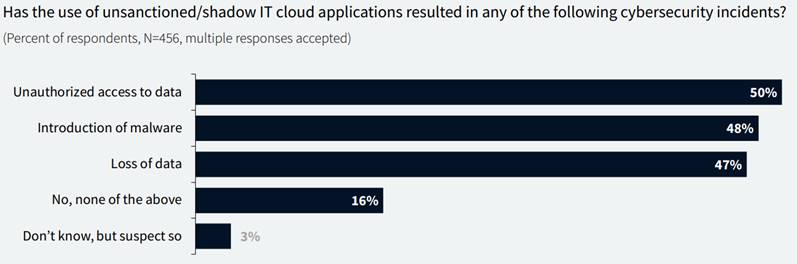 Has the use of unsanctioned/shadow IT cloud applications resulted in any of the following cybersecurity incidents?
(Percent of respondents, N=456, multiple responses accepted)
Unauthorized access to data 50%
Introduction of malware 48%
Loss of data 47%
No, none of the above 16%
Don’t know, but suspect so 3%